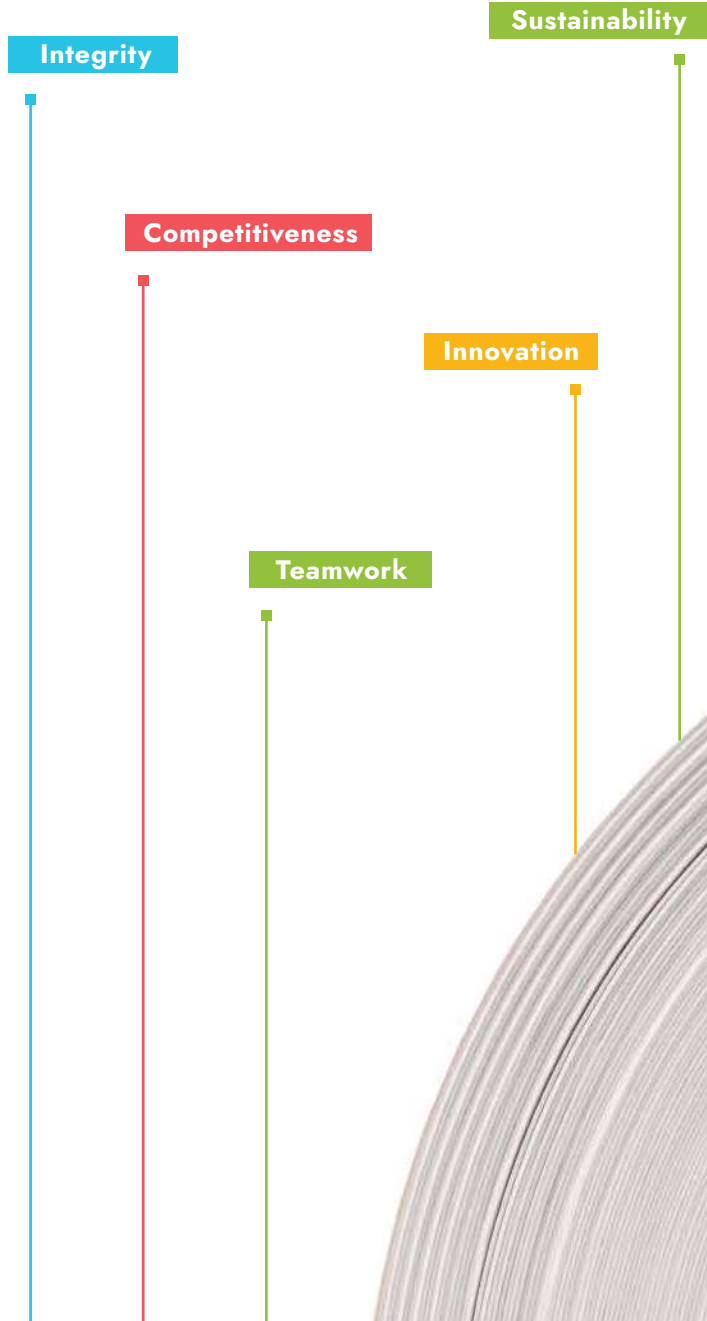 Sustainability
Integrity
Competitiveness
Innovation
Teamwork